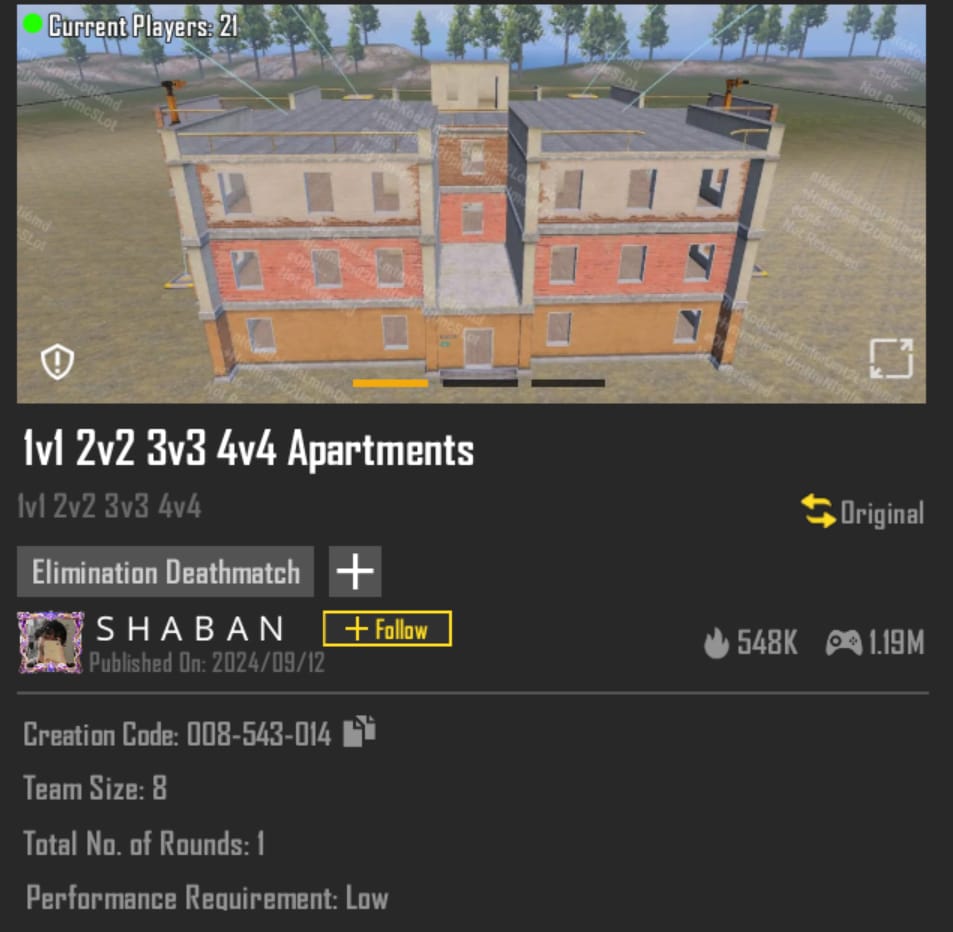 Current Players: 21
Not Reviewed
1v1 2v2 3v3 4v4 Apartments
1v1 2v2 3v3 4v4
Original
Elimination Deathmatch
S H A B A N
+ Follow
Published On: 2024/09/12
548K
1.19M
Creation Code: 008-543-014
Team Size: 8
Total No. of Rounds: 1
Performance Requirement: Low